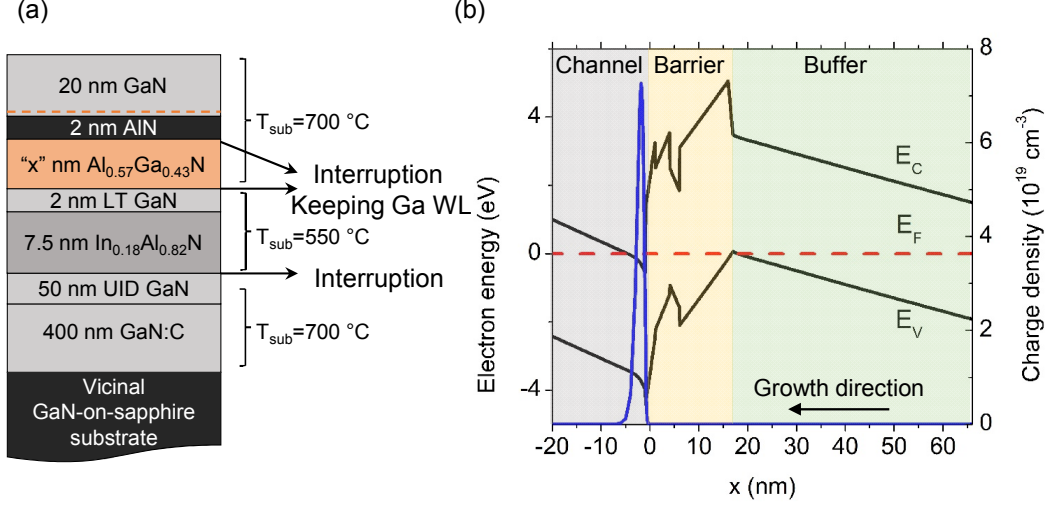 (a)
20 nm GaN
2 nm AlN
"x" nm Al0.57Ga0.43N
2 nm LT GaN
7.5 nm In0.18Al0.82N
50 nm UID GaN
400 nm GaN:C
Vicinal
GaN-on-sapphire
substrate
Tsub=700 °C
Interruption
Keeping Ga WL
Tsub=550 °C
Interruption
Tsub=700 °C
(b)
Channel Barrier Buffer
EC
EF
EV
Growth direction
Electron energy (eV)
4
0
-4
Charge density (10^19 cm^-3)
8
6
4
2
0
-20 -10 0 10 20 30 40 50 60
x (nm)